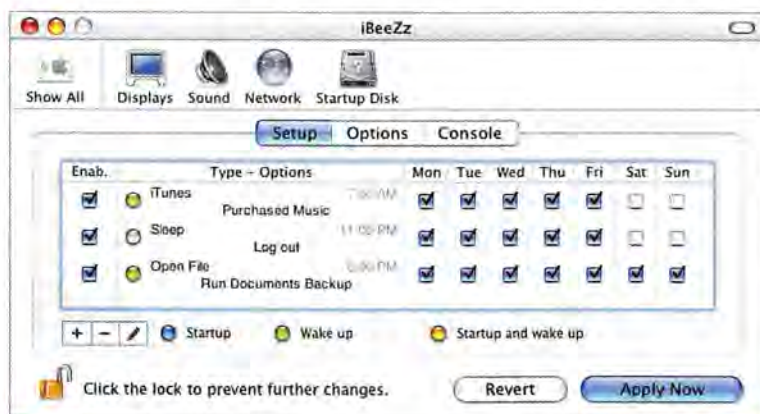 iBeeZz
Show All Displays Sound Network Startup Disk
Setup Options Console
Enab. Type – Options Mon Tue Wed Thu Fri Sat Sun
iTunes
Purchased Music
Sleep 11:00 PM
Log out
Open File
Run Documents Backup
+ − Startup Wake up Startup and wake up
Click the lock to prevent further changes. Revert Apply Now